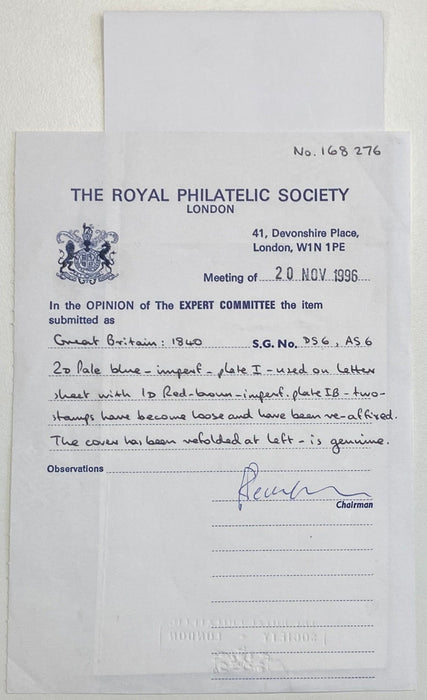 No. 168 276
THE ROYAL PHILATELIC SOCIETY
LONDON
41, Devonshire Place,
London, W1N 1PE
Meeting of 20 NOV 1996
In the OPINION of The EXPERT COMMITTEE the item
submitted as
Great Britain: 1840 S.G. No. DS6, AS6
2D Pale blue - imperf - plate I - used on letter
sheet with 1D Red-brown - imperf. plate IB - two-
stamps have become loose and have been re-affixed.
The cover has been refolded at left - is genuine.
Observations
Chairman
SOCIETY • LONDON